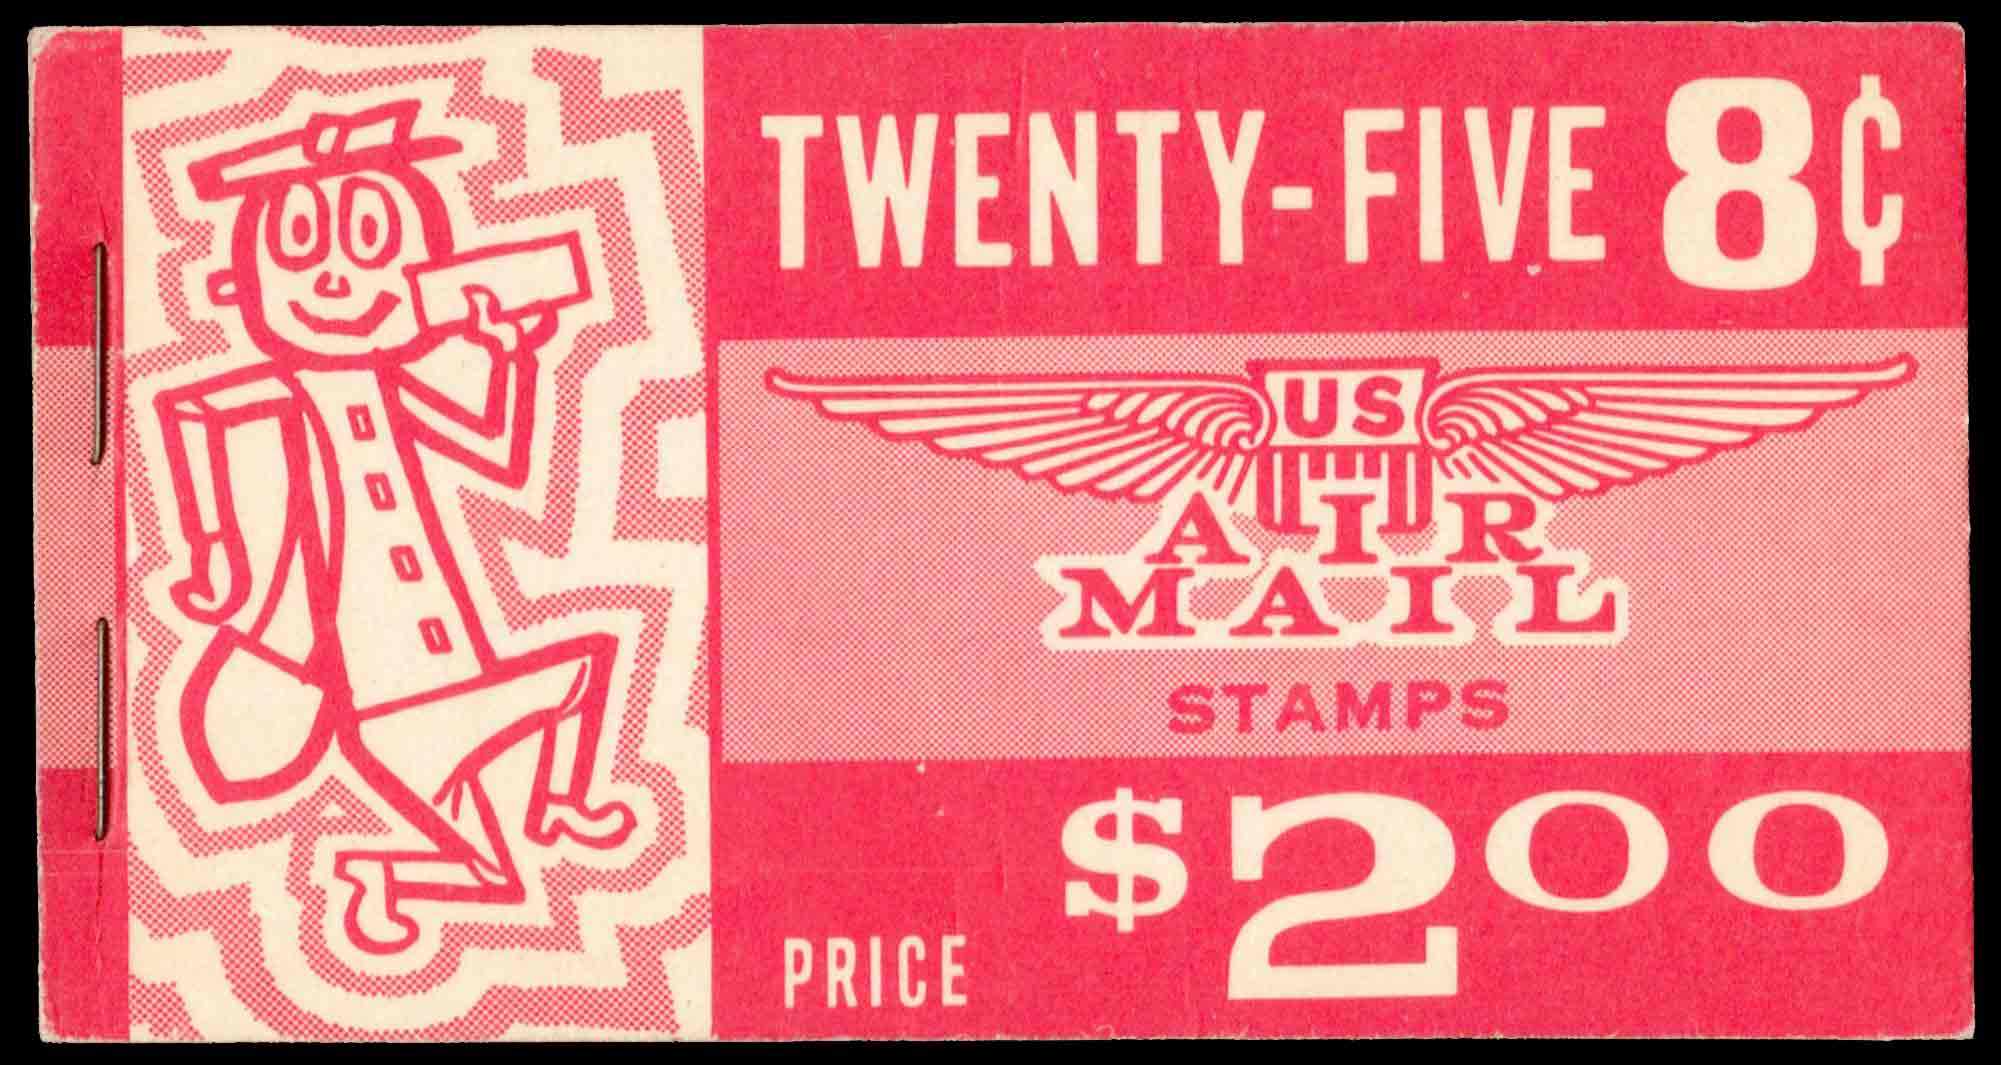 TWENTY-FIVE 8¢
US
AIR
MAIL
STAMPS
PRICE $2.00